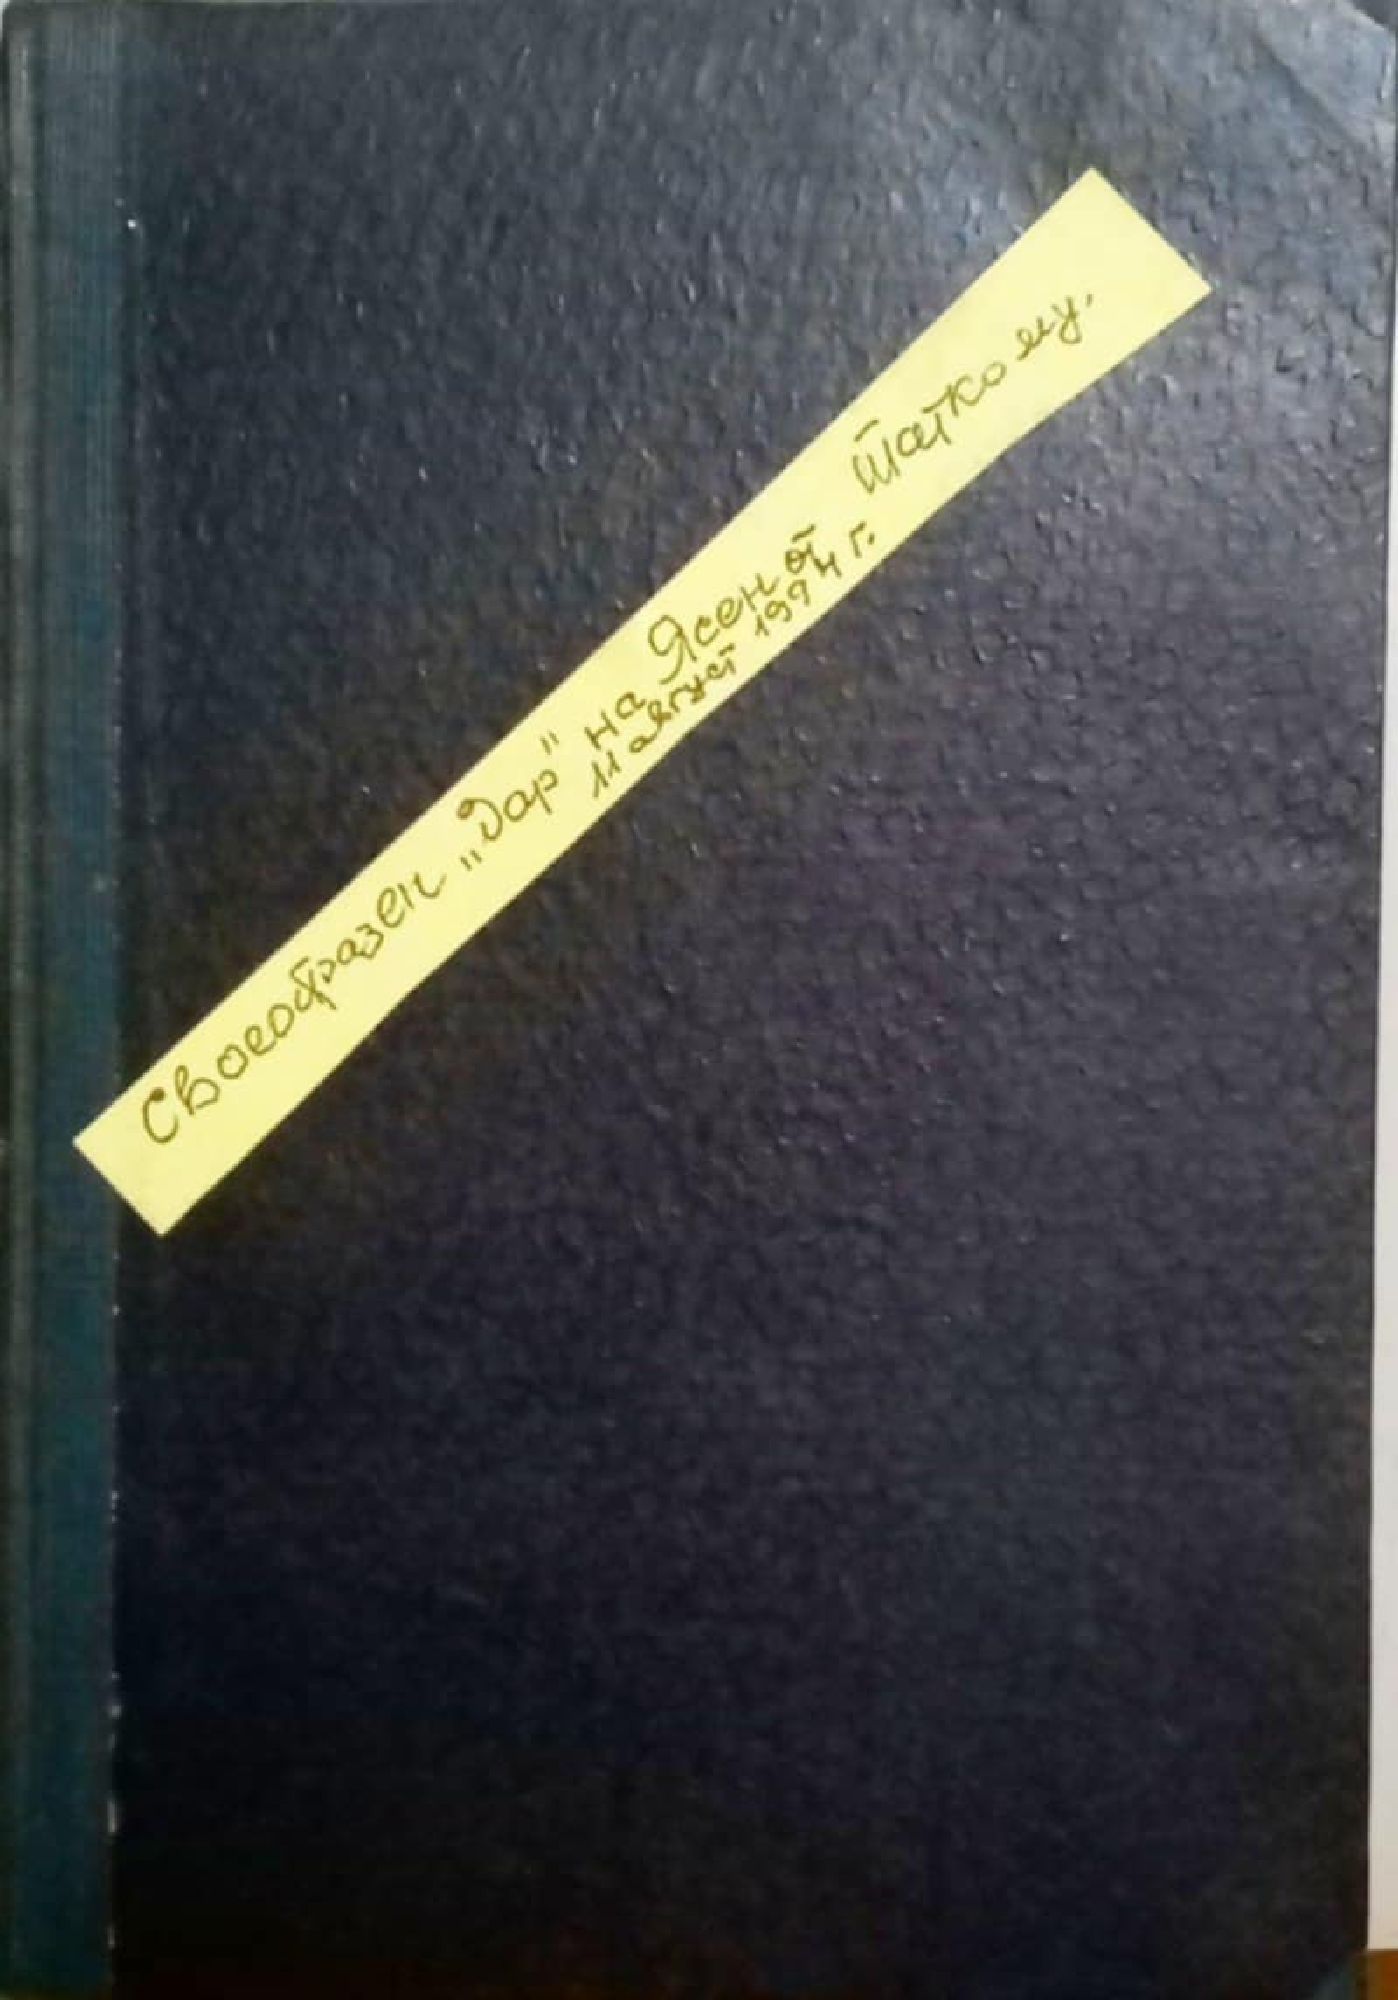 Своеобразен „Дар" на Ясен от Татко му.
11 август 1994 г.